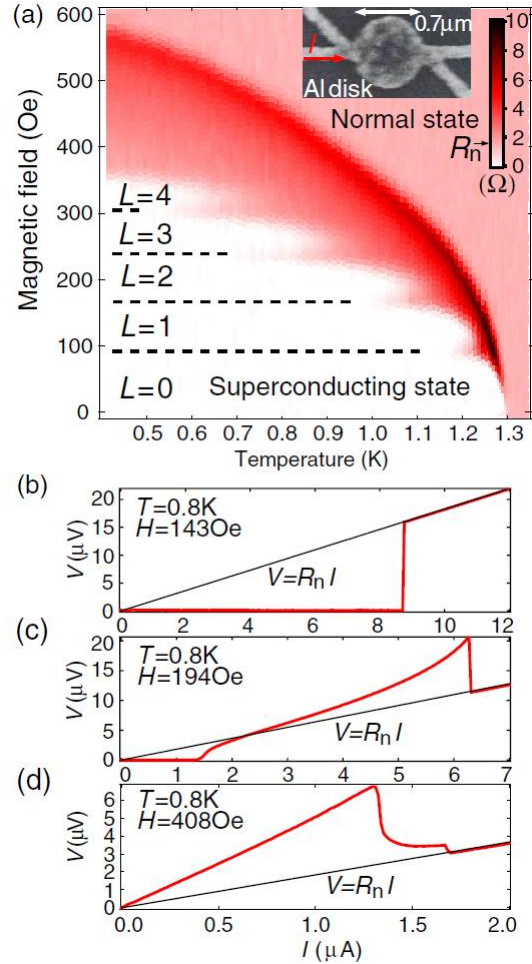 (a)
600
500
400
300
200
100
0
Magnetic field (Oe)
0.5 0.6 0.7 0.8 0.9 1.0 1.1 1.2 1.3
Temperature (K)
I
0.7μm
Al disk
Normal state
Rn
10
8
6
4
2
0
(Ω)
L=4
L=3
L=2
L=1
L=0 Superconducting state
(b)
V (μV)
20
15
10
5
0
T=0.8K
H=143Oe
V=RnI
0 2 4 6 8 10 12
(c)
V (μV)
20
15
10
5
0
T=0.8K
H=194Oe
V=RnI
0 1 2 3 4 5 6 7
(d)
V (μV)
6
5
4
3
2
1
0
T=0.8K
H=408Oe
V=RnI
0.0 0.5 1.0 1.5 2.0
I (μA)